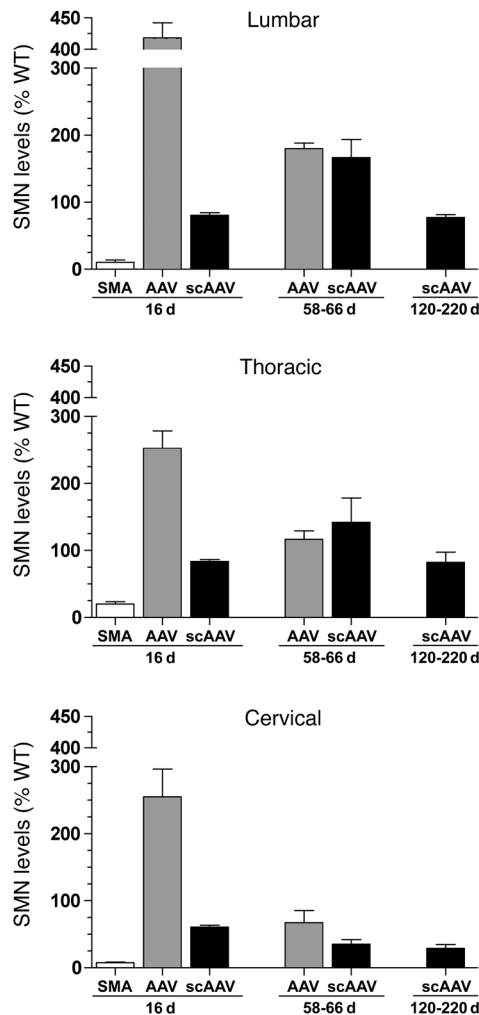 Lumbar
SMN levels (% WT)
450
400
300
200
100
0
SMA AAV scAAV AAV scAAV scAAV
16 d 58-66 d 120-220 d
Thoracic
SMN levels (% WT)
450
400
300
200
100
0
SMA AAV scAAV AAV scAAV scAAV
16 d 58-66 d 120-220 d
Cervical
SMN levels (% WT)
450
400
300
200
100
0
SMA AAV scAAV AAV scAAV scAAV
16 d 58-66 d 120-220 d